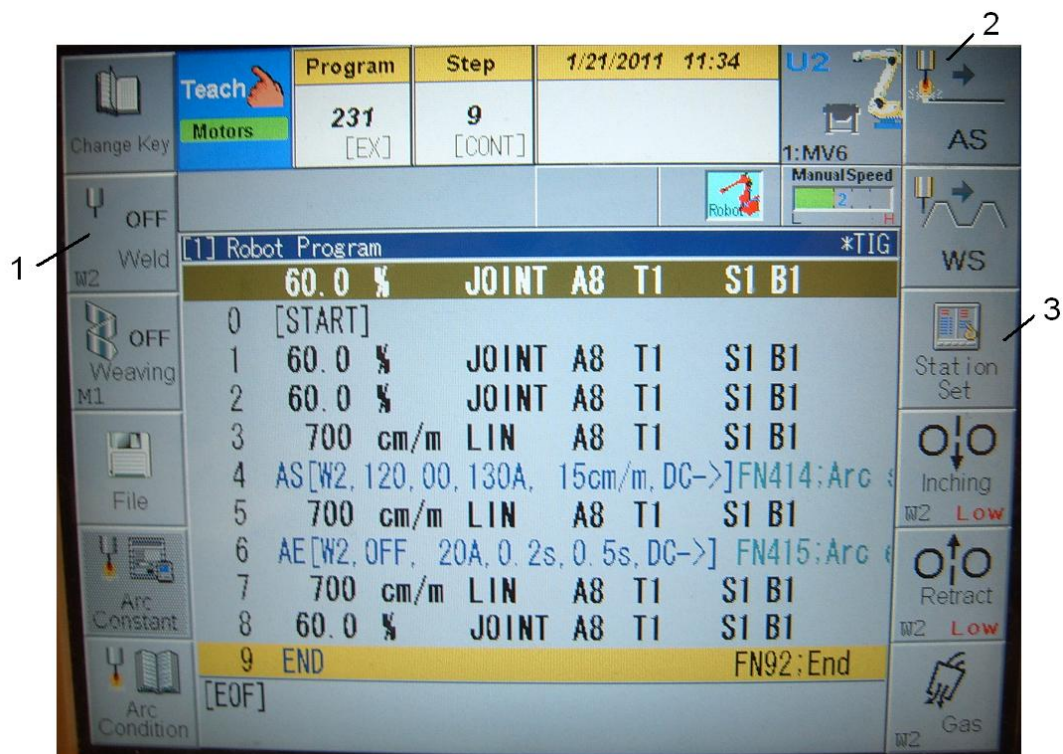 2
Change Key
Teach
Motors
Program
231
[EX]
Step
9
[CONT]
1/21/2011 11:34
U2
1:MV6
AS
1
OFF
Weld
W2
Robot
Manual Speed
2
L H
WS
[1] Robot Program *TIG
60.0 % JOINT A8 T1 S1 B1
0 [START]
1 60.0 % JOINT A8 T1 S1 B1
2 60.0 % JOINT A8 T1 S1 B1
3 700 cm/m LIN A8 T1 S1 B1
4 AS[W2,120,00,130A, 15cm/m,DC->]FN414;Arc s
5 700 cm/m LIN A8 T1 S1 B1
6 AE[W2,OFF, 20A,0.2s,0.5s,DC->] FN415;Arc e
7 700 cm/m LIN A8 T1 S1 B1
8 60.0 % JOINT A8 T1 S1 B1
9 END FN92;End
[EOF]
OFF
Weaving
M1
File
Arc
Constant
Arc
Condition
3
Station
Set
Inching
W2 Low
Retract
W2 Low
Gas
W2